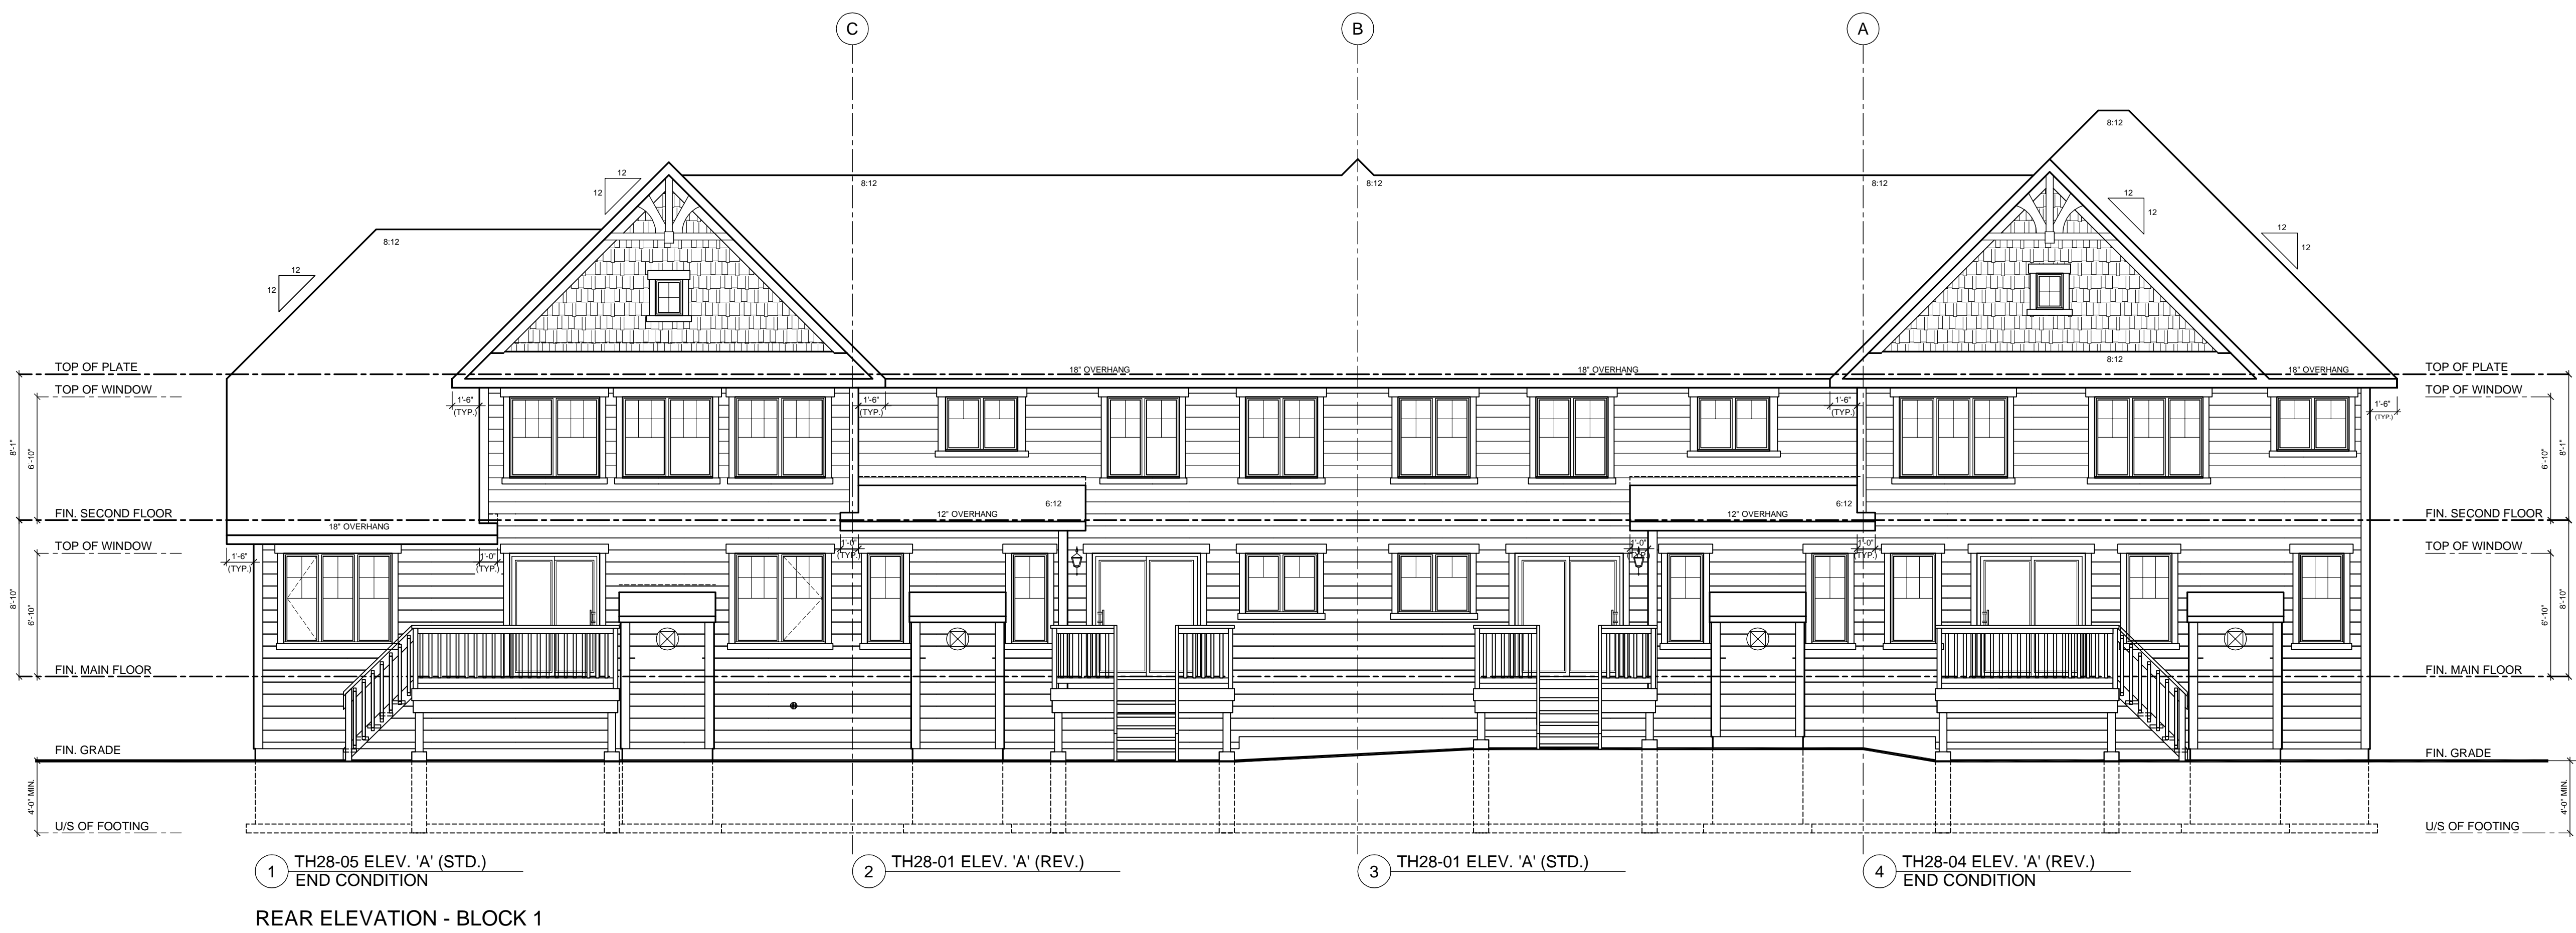 C
B
A
8:12
12
12
8:12
8:12
8:12
12
12
12
12
8:12
12
12
12
12
8:12
TOP OF PLATE
18" OVERHANG
18" OVERHANG
18" OVERHANG
TOP OF PLATE
TOP OF WINDOW
TOP OF WINDOW
1'-6"
(TYP.)
1'-6"
(TYP.)
1'-6"
(TYP.)
1'-6"
(TYP.)
8'-1"
6'-10"
6'-10"
8'-1"
6:12
6:12
FIN. SECOND FLOOR
12" OVERHANG
12" OVERHANG
FIN. SECOND FLOOR
18" OVERHANG
TOP OF WINDOW
TOP OF WINDOW
1'-6"
(TYP.)
1'-0"
(TYP.)
1'-0"
(TYP.)
1'-0"
(TYP.)
1'-0"
(TYP.)
8'-10"
6'-10"
6'-10"
8'-10"
FIN. MAIN FLOOR
FIN. MAIN FLOOR
FIN. GRADE
FIN. GRADE
4'-0" MIN.
4'-0" MIN.
U/S OF FOOTING
U/S OF FOOTING
1 TH28-05 ELEV. 'A' (STD.)
END CONDITION
2 TH28-01 ELEV. 'A' (REV.)
3 TH28-01 ELEV. 'A' (STD.)
4 TH28-04 ELEV. 'A' (REV.)
END CONDITION
REAR ELEVATION - BLOCK 1